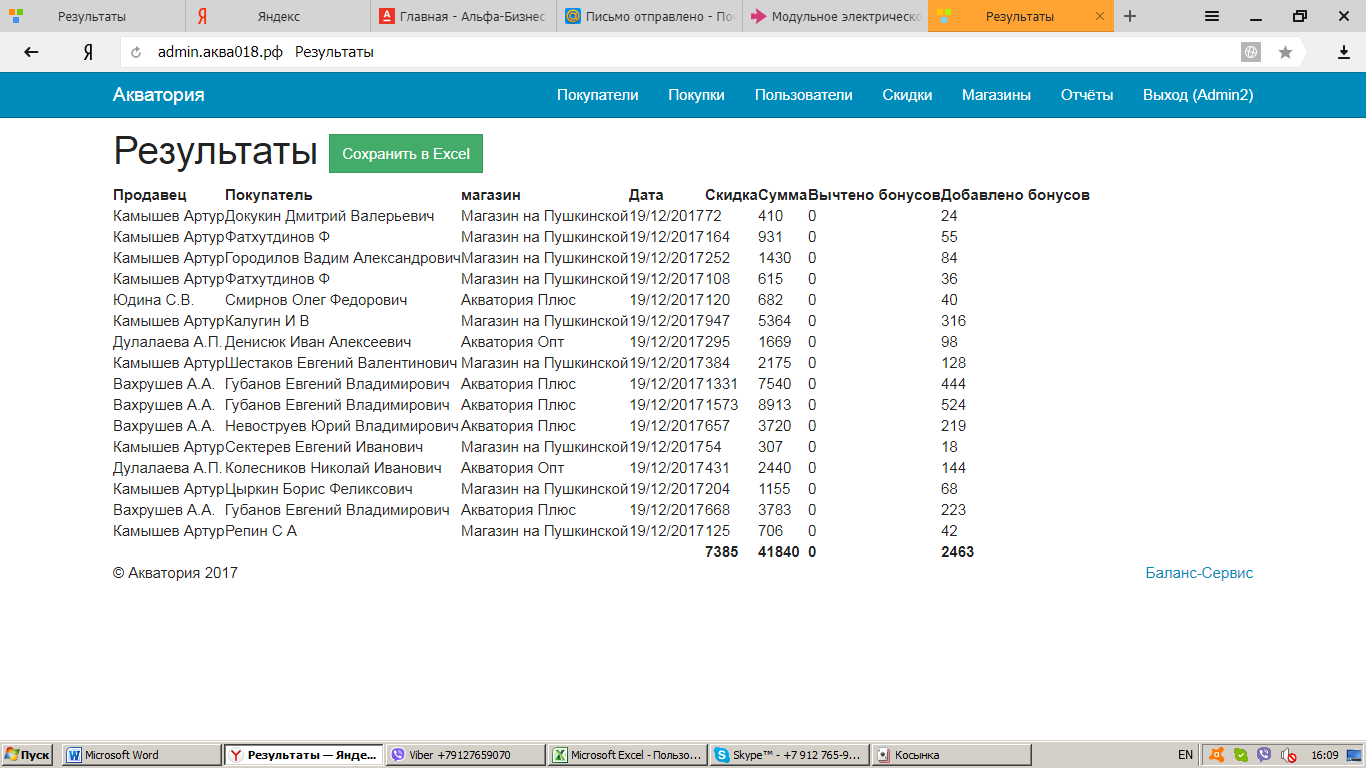 Результаты Яндекс Главная - Альфа-Бизнес Письмо отправлено - Поч Модульное электрическо Результаты
admin.аква018.рф Результаты
Акватория Покупатели Покупки Пользователи Скидки Магазины Отчёты Выход (Admin2)
Результаты Сохранить в Excel
Продавец Покупатель магазин Дата Скидка Сумма Вычтено бонусов Добавлено бонусов
Камышев Артур Докукин Дмитрий Валерьевич Магазин на Пушкинской 19/12/2017 72 410 0 24
Камышев Артур Фатхутдинов Ф Магазин на Пушкинской 19/12/2017 164 931 0 55
Камышев Артур Городилов Вадим Александрович Магазин на Пушкинской 19/12/2017 252 1430 0 84
Камышев Артур Фатхутдинов Ф Магазин на Пушкинской 19/12/2017 108 615 0 36
Юдина С.В. Смирнов Олег Федорович Акватория Плюс 19/12/2017 120 682 0 40
Камышев Артур Калугин И В Магазин на Пушкинской 19/12/2017 947 5364 0 316
Дулалаева А.П. Денисюк Иван Алексеевич Акватория Опт 19/12/2017 295 1669 0 98
Камышев Артур Шестаков Евгений Валентинович Магазин на Пушкинской 19/12/2017 384 2175 0 128
Вахрушев А.А. Губанов Евгений Владимирович Акватория Плюс 19/12/2017 1331 7540 0 444
Вахрушев А.А. Губанов Евгений Владимирович Акватория Плюс 19/12/2017 1573 8913 0 524
Вахрушев А.А. Невоструев Юрий Владимирович Акватория Плюс 19/12/2017 657 3720 0 219
Камышев Артур Сектерев Евгений Иванович Магазин на Пушкинской 19/12/2017 54 307 0 18
Дулалаева А.П. Колесников Николай Иванович Акватория Опт 19/12/2017 431 2440 0 144
Камышев Артур Цыркин Борис Феликсович Магазин на Пушкинской 19/12/2017 204 1155 0 68
Вахрушев А.А. Губанов Евгений Владимирович Акватория Плюс 19/12/2017 668 3783 0 223
Камышев Артур Репин С А Магазин на Пушкинской 19/12/2017 125 706 0 42
7385 41840 0 2463
© Акватория 2017 Баланс-Сервис
Пуск Microsoft Word Результаты — Янде... Viber +79127659070 Microsoft Excel - Пользо... Skype™ - +7 912 765-9... Косынка EN 16:09